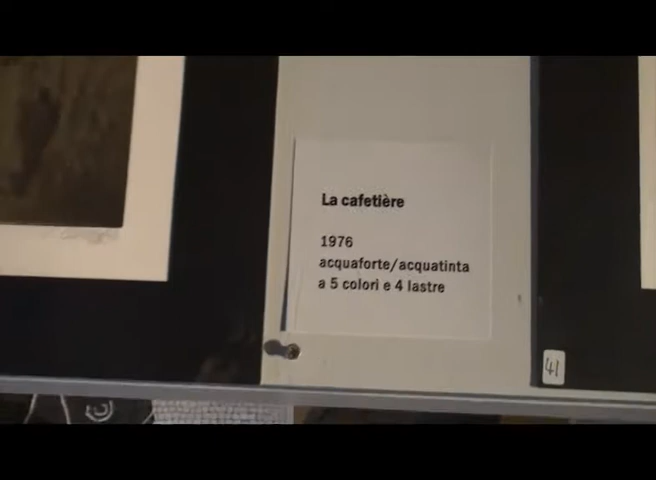 La cafetière
1976
acquaforte/acquatinta
a 5 colori e 4 lastre
41